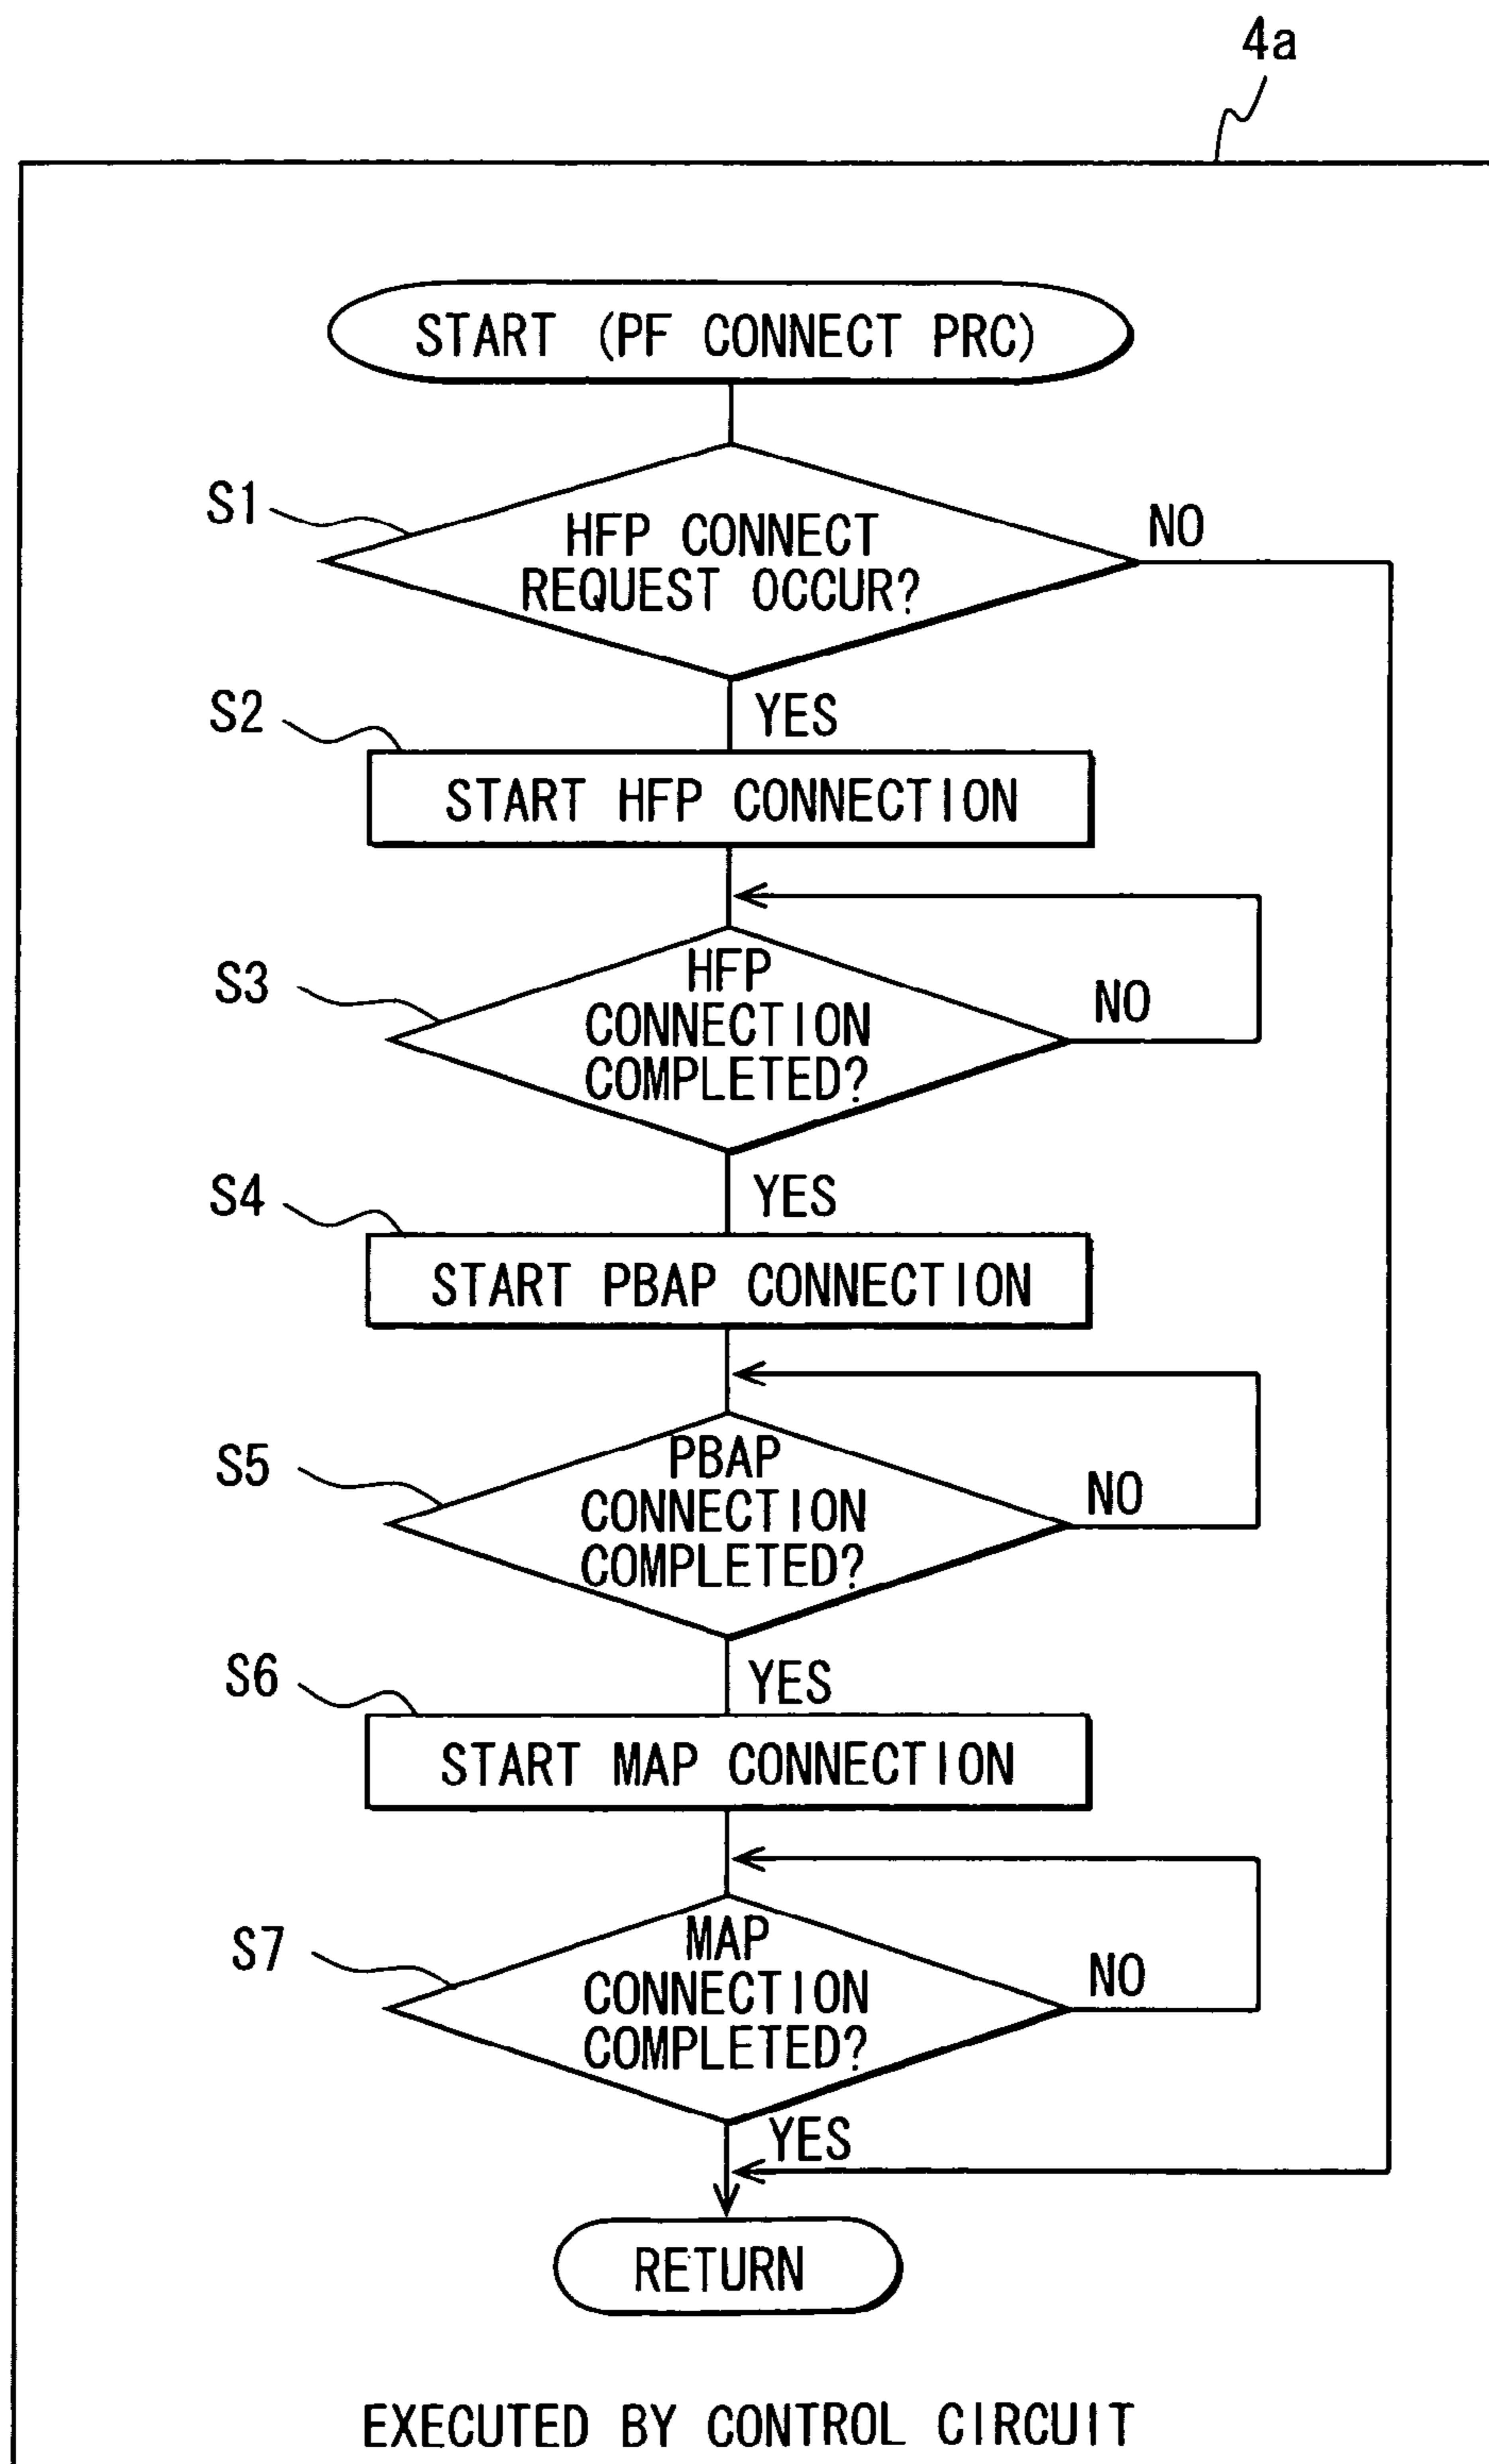 4a
START (PF CONNECT PRC)
S1
HFP CONNECT
REQUEST OCCUR?
NO
YES
S2
START HFP CONNECTION
S3
HFP
CONNECTION
COMPLETED?
NO
YES
S4
START PBAP CONNECTION
S5
PBAP
CONNECTION
COMPLETED?
NO
YES
S6
START MAP CONNECTION
S7
MAP
CONNECTION
COMPLETED?
NO
YES
RETURN
EXECUTED BY CONTROL CIRCUIT